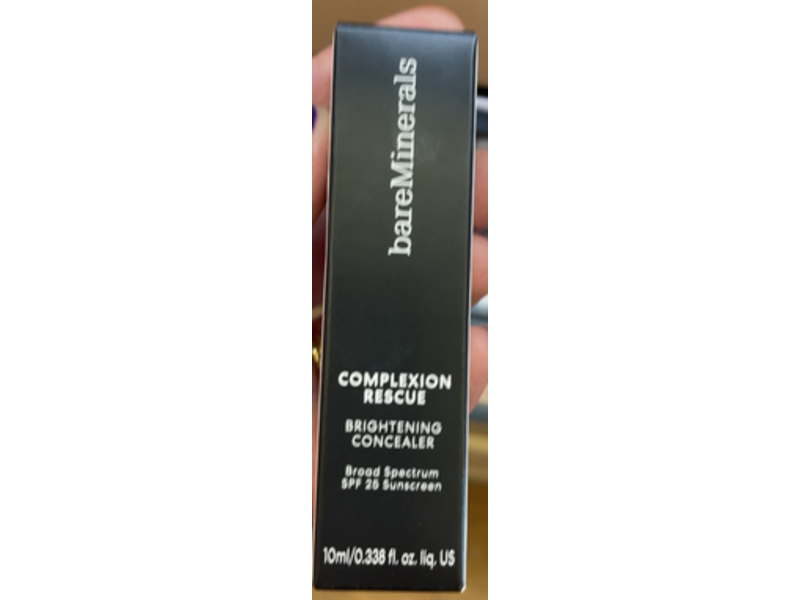 bareMinerals
COMPLEXION
RESCUE
BRIGHTENING
CONCEALER
Broad Spectrum
SPF 25 Sunscreen
10ml/0.338 fl. oz. liq. US